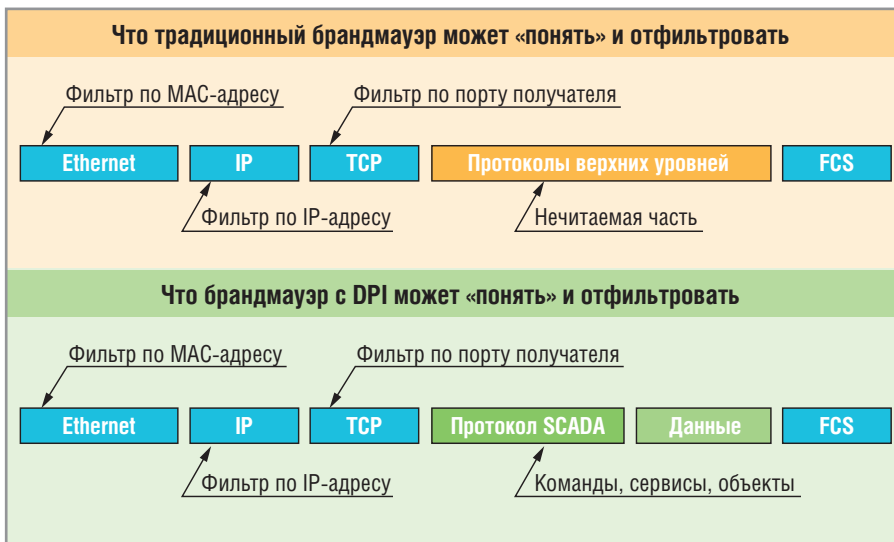 Что традиционный брандмауэр может «понять» и отфильтровать
Фильтр по MAC-адресу
Фильтр по порту получателя
Ethernet
IP
TCP
Протоколы верхних уровней
FCS
Фильтр по IP-адресу
Нечитаемая часть
Что брандмауэр с DPI может «понять» и отфильтровать
Фильтр по MAC-адресу
Фильтр по порту получателя
Ethernet
IP
TCP
Протокол SCADA
Данные
FCS
Фильтр по IP-адресу
Команды, сервисы, объекты